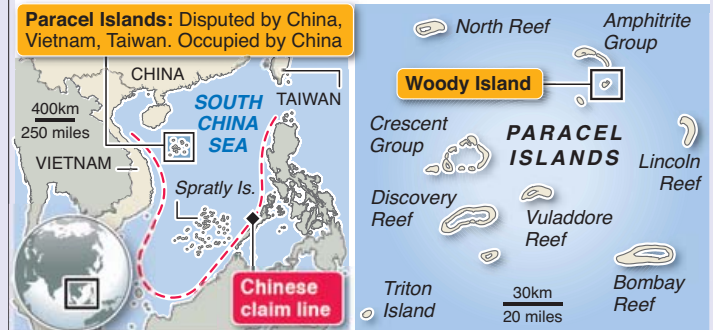 Paracel Islands: Disputed by China,
Vietnam, Taiwan. Occupied by China
CHINA
TAIWAN
400km
250 miles
SOUTH
CHINA
SEA
VIETNAM
Spratly Is.
Chinese
claim line
North Reef
Amphitrite
Group
Woody Island
Crescent
Group
PARACEL
ISLANDS
Lincoln
Reef
Discovery
Reef
Vuladdore
Reef
Bombay
Reef
Triton
Island
30km
20 miles